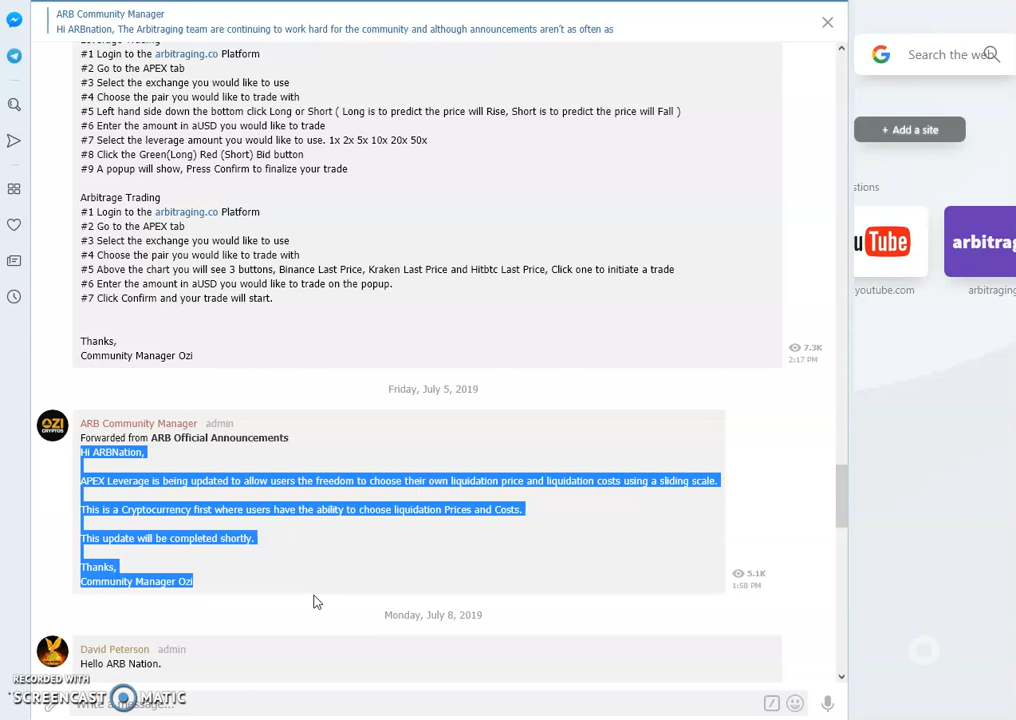 ARB Community Manager
Hi ARBnation, The Arbitraging team are continuing to work hard for the community and although announcements aren't as often as
#1 Login to the arbitraging.co Platform
#2 Go to the APEX tab
#3 Select the exchange you would like to use
#4 Choose the pair you would like to trade with
#5 Left hand side down the bottom click Long or Short ( Long is to predict the price will Rise, Short is to predict the price will Fall )
#6 Enter the amount in aUSD you would like to trade
#7 Select the leverage amount you would like to use. 1x 2x 5x 10x 20x 50x
#8 Click the Green(Long) Red (Short) Bid button
#9 A popup will show, Press Confirm to finalize your trade
Arbitrage Trading
#1 Login to the arbitraging.co Platform
#2 Go to the APEX tab
#3 Select the exchange you would like to use
#4 Choose the pair you would like to trade with
#5 Above the chart you will see 3 buttons, Binance Last Price, Kraken Last Price and Hitbtc Last Price, Click one to initiate a trade
#6 Enter the amount in aUSD you would like to trade on the popup.
#7 Click Confirm and your trade will start.
Thanks,
Community Manager Ozi
7.3K
2:17 PM
Friday, July 5, 2019
OZI
CRYPTOS
ARB Community Manager admin
Forwarded from ARB Official Announcements
Hi ARBNation,
APEX Leverage is being updated to allow users the freedom to choose their own liquidation price and liquidation costs using a sliding scale.
This is a Cryptocurrency first where users have the ability to choose liquidation Prices and Costs.
This update will be completed shortly.
Thanks,
Community Manager Ozi
5.1K
1:58 PM
Monday, July 8, 2019
David Peterson admin
Hello ARB Nation.
Write a message...
RECORDED WITH
SCREENCAST MATIC
Search the web
+ Add a site
stions
uTube
youtube.com
arbitrag
arbitraging